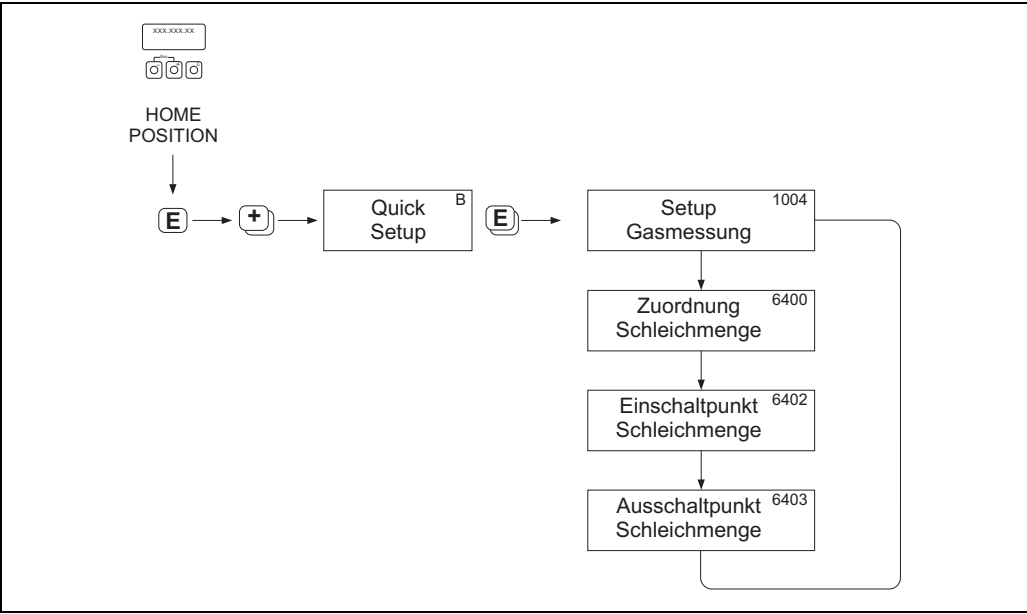 XXX.XXX.XX
HOME
POSITION
E
+
Quick
Setup
B
E
Setup
Gasmessung
1004
Zuordnung
Schleichmenge
6400
Einschaltpunkt
Schleichmenge
6402
Ausschaltpunkt
Schleichmenge
6403